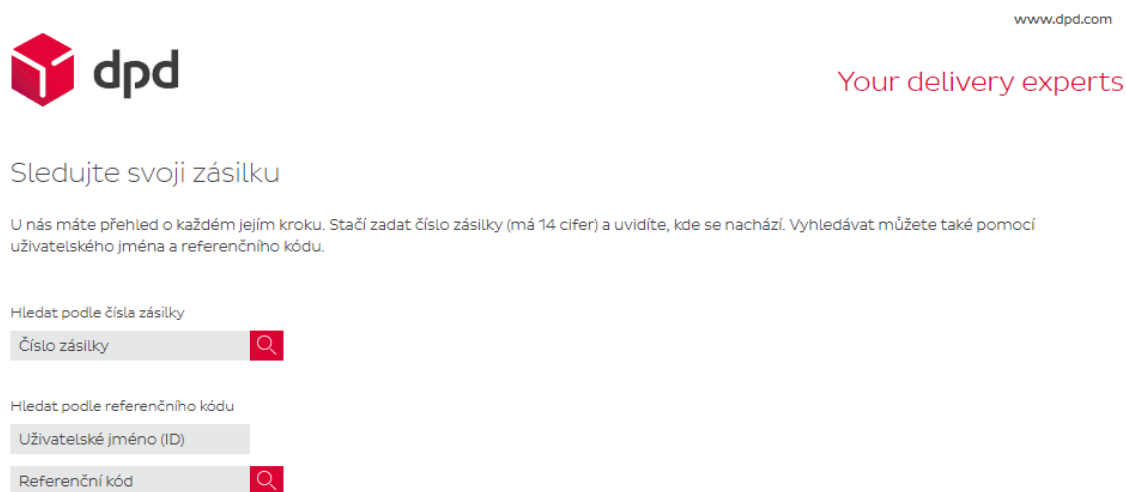 www.dpd.com
dpd
Your delivery experts
Sledujte svoji zásilku
U nás máte přehled o každém jejím kroku. Stačí zadat číslo zásilky (má 14 cifer) a uvidíte, kde se nachází. Vyhledávat můžete také pomocí
uživatelského jména a referenčního kódu.
Hledat podle čísla zásilky
Číslo zásilky
Hledat podle referenčního kódu
Uživatelské jméno (ID)
Referenční kód